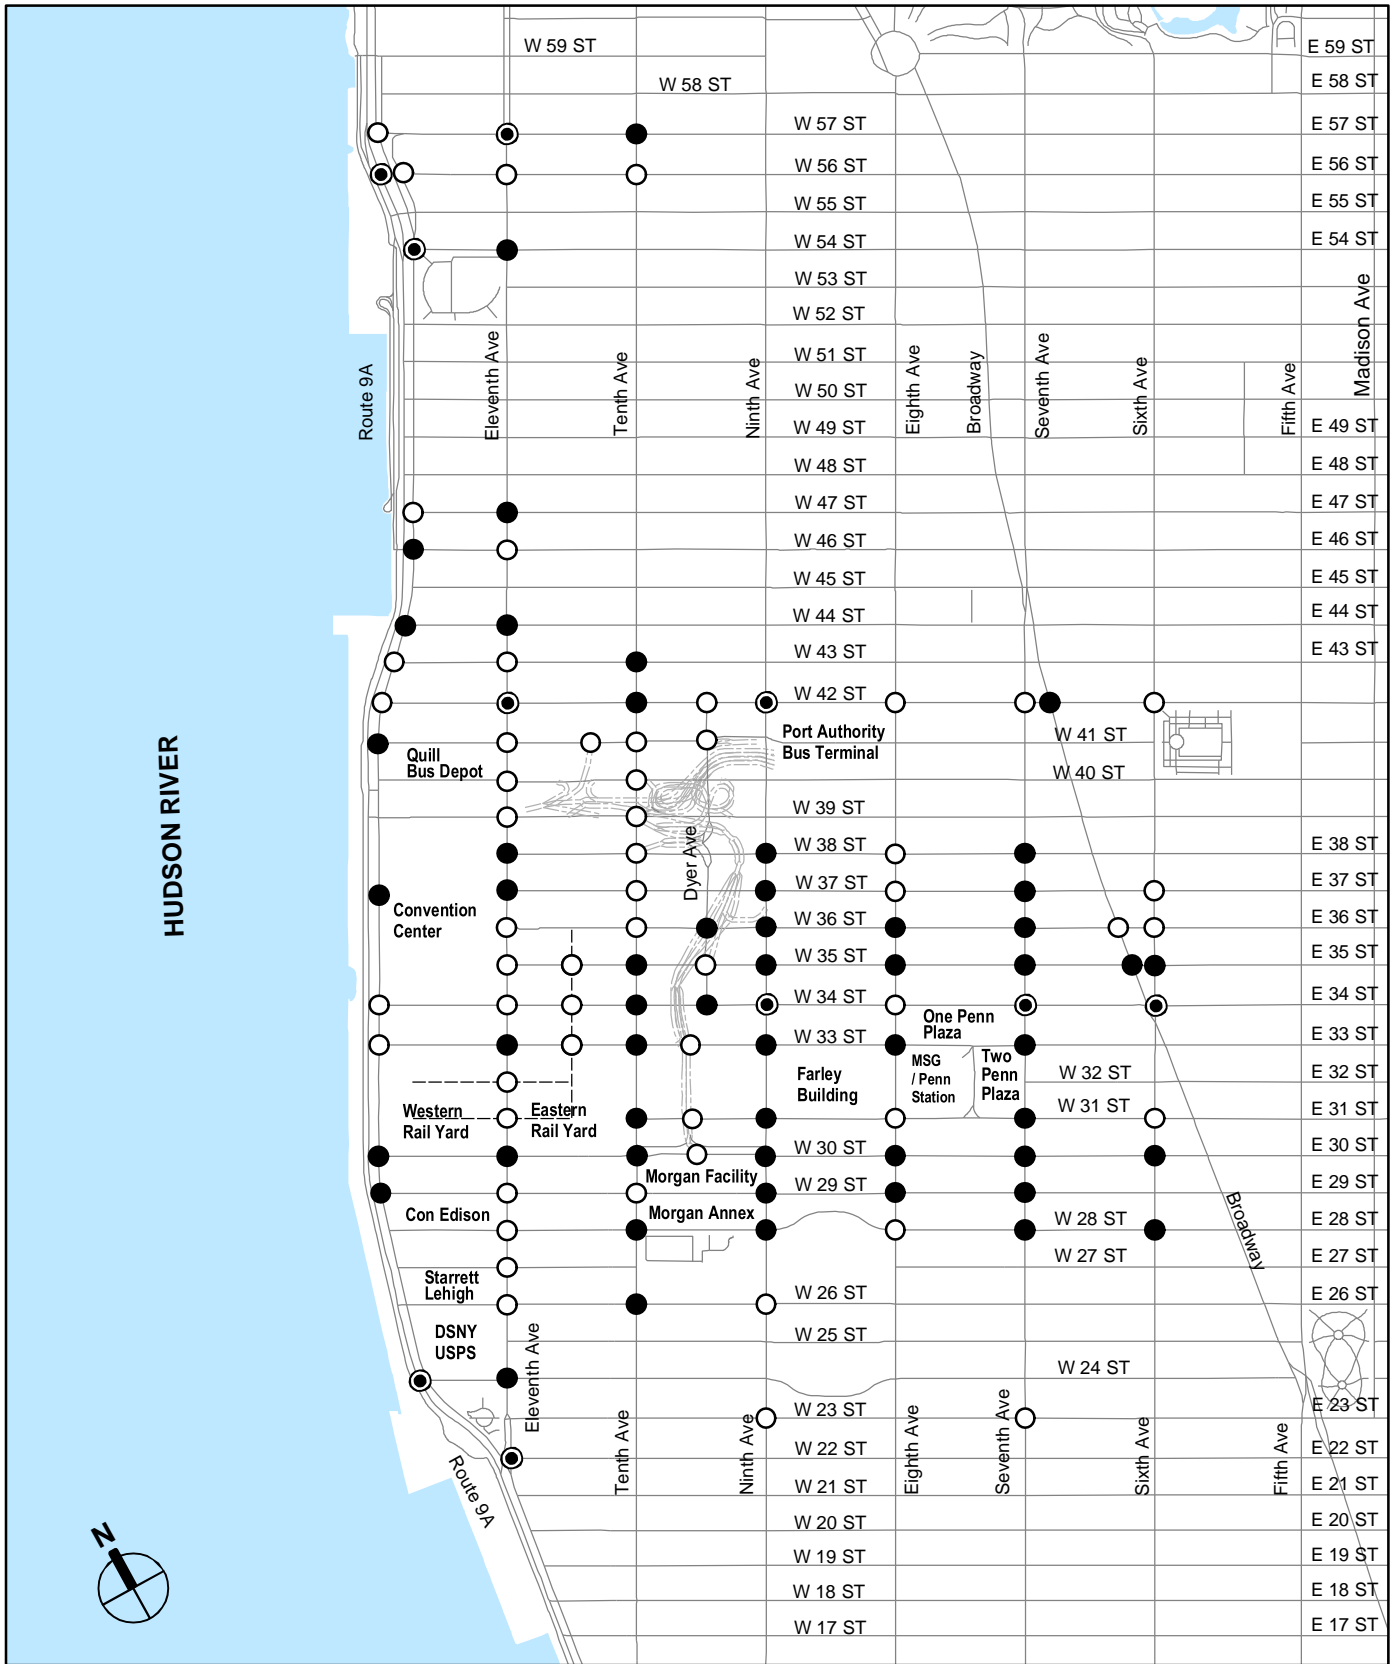 W 59 ST
E 59 ST
W 58 ST
E 58 ST
W 57 ST
E 57 ST
W 56 ST
E 56 ST
W 55 ST
E 55 ST
W 54 ST
E 54 ST
W 53 ST
W 52 ST
W 51 ST
W 50 ST
Route 9A
Eleventh Ave
Tenth Ave
Ninth Ave
Eighth Ave
Broadway
Seventh Ave
Sixth Ave
Fifth Ave
Madison Ave
W 49 ST
E 49 ST
W 48 ST
E 48 ST
W 47 ST
E 47 ST
W 46 ST
E 46 ST
W 45 ST
E 45 ST
W 44 ST
E 44 ST
W 43 ST
E 43 ST
W 42 ST
Port Authority
Bus Terminal
W 41 ST
Quill
Bus Depot
W 40 ST
W 39 ST
HUDSON RIVER
Dyer Ave
W 38 ST
E 38 ST
W 37 ST
E 37 ST
Convention
Center
W 36 ST
E 36 ST
W 35 ST
E 35 ST
W 34 ST
E 34 ST
One Penn
Plaza
W 33 ST
E 33 ST
MSG
/ Penn
Station
Two
Penn
Plaza
Farley
Building
W 32 ST
E 32 ST
Western
Rail Yard
Eastern
Rail Yard
W 31 ST
E 31 ST
W 30 ST
E 30 ST
Morgan Facility
W 29 ST
E 29 ST
Con Edison
Morgan Annex
W 28 ST
E 28 ST
Broadway
W 27 ST
E 27 ST
Starrett
Lehigh
W 26 ST
E 26 ST
DSNY
USPS
W 25 ST
W 24 ST
Eleventh Ave
W 23 ST
E 23 ST
Tenth Ave
Ninth Ave
Eighth Ave
Seventh Ave
Sixth Ave
Fifth Ave
W 22 ST
E 22 ST
Route 9A
W 21 ST
E 21 ST
W 20 ST
E 20 ST
N
W 19 ST
E 19 ST
W 18 ST
E 18 ST
W 17 ST
E 17 ST